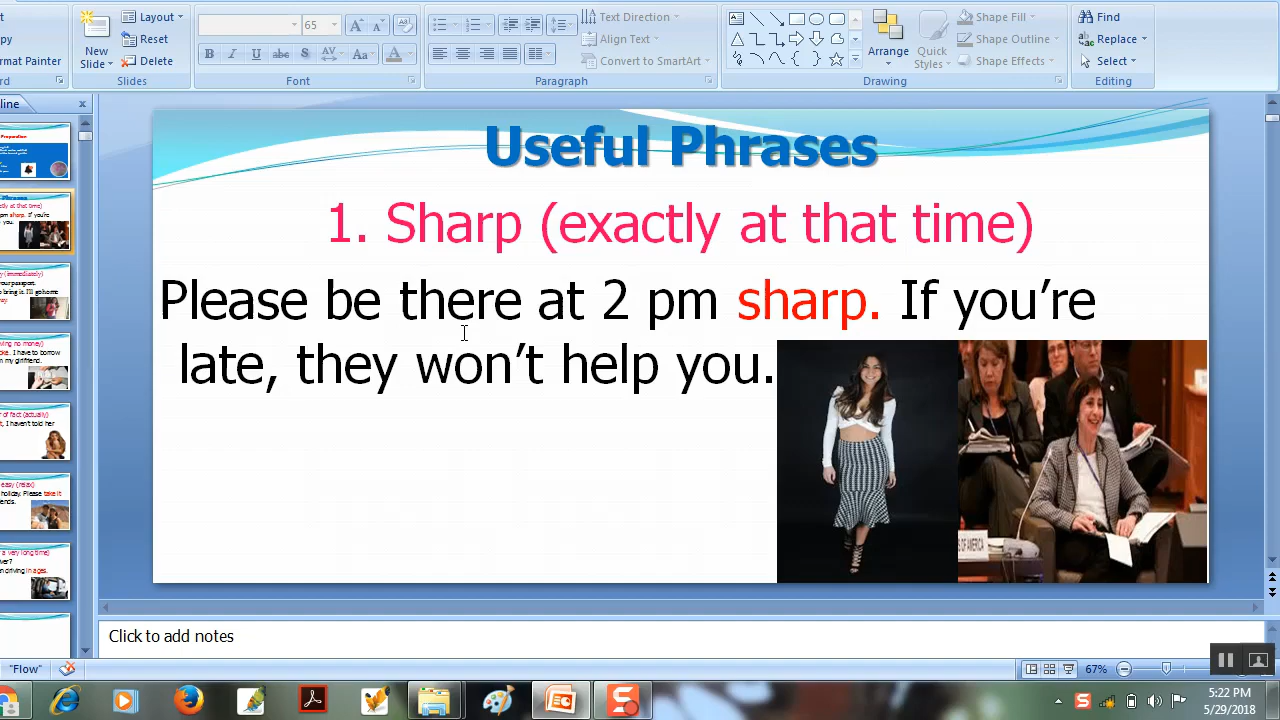 Layout
Reset
Delete
New
Slide
Slides
65
Font
Text Direction
Align Text
Convert to SmartArt
Paragraph
Arrange
Quick
Styles
Shape Fill
Shape Outline
Shape Effects
Drawing
Find
Replace
Select
Editing
Useful Phrases
1. Sharp (exactly at that time)
Please be there at 2 pm sharp. If you’re
late, they won’t help you.
S OF AMERICA
Click to add notes
"Flow"
67%
5:22 PM
5/29/2018